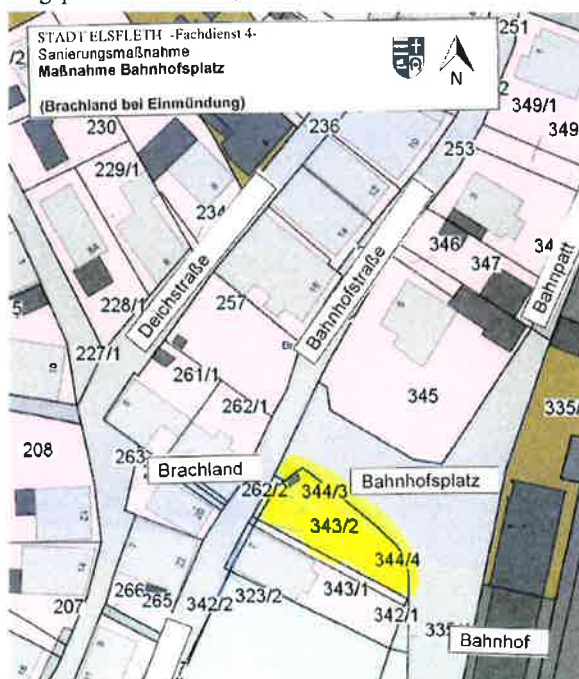 STADT ELSFLETH -Fachdienst 4-
Sanierungsmaßnahme
Maßnahme Bahnhofsplatz
(Brachland bei Einmündung)
N
251
349/1
349
230
236
253
229/1
234
346
347
34
Deichstraße
Bahnhofstraße
Bahnpatt
257
228/1
227/1
261/1
262/1
345
335/
208
263
Brachland
262/2
344/3
Bahnhofsplatz
343/2
344/4
266
265
207
342/2
323/2
343/1
342/1
335/
Bahnhof